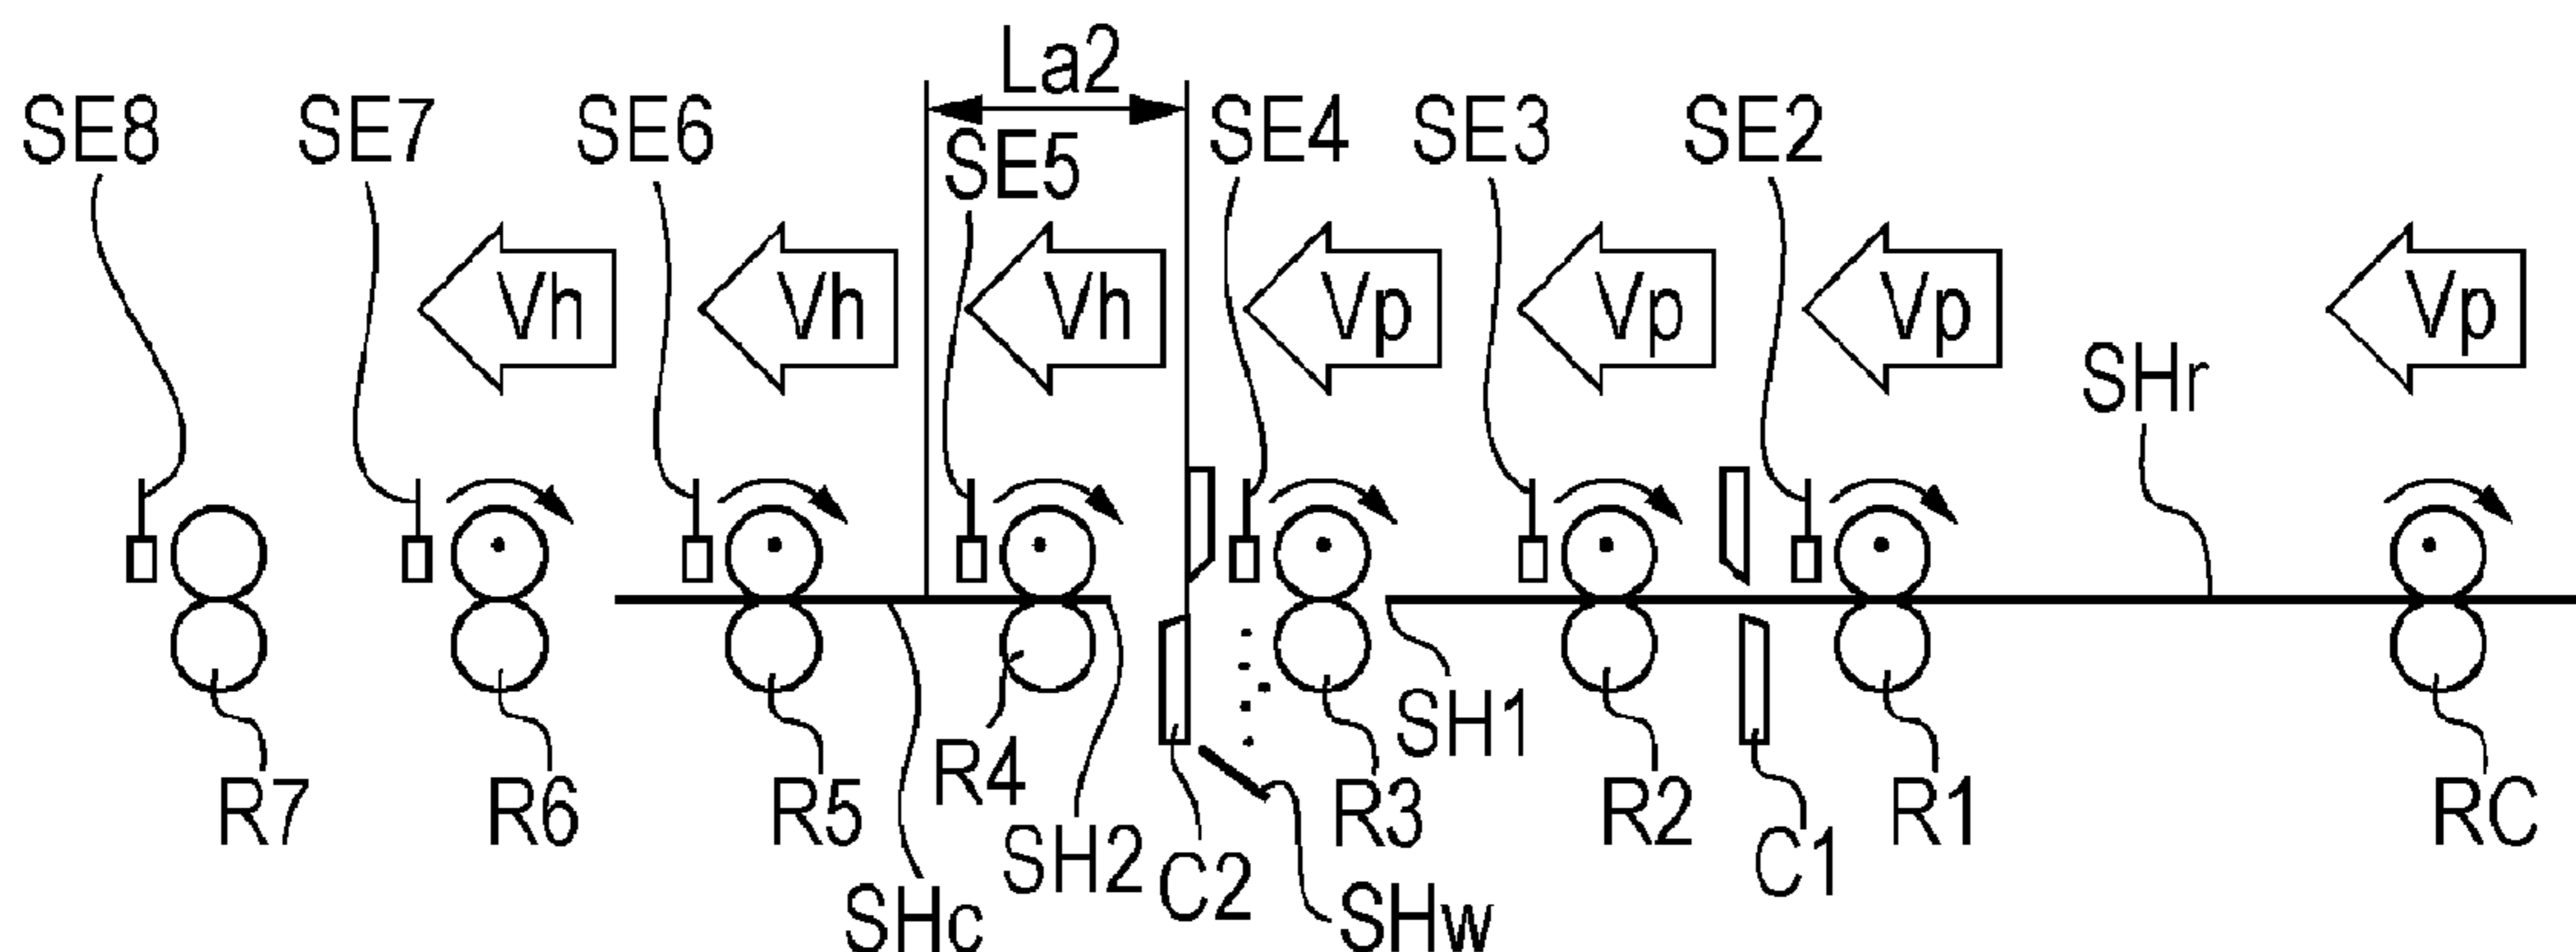 La2
SE8 SE7 SE6 SE5 SE4 SE3 SE2
Vh Vh Vh Vp Vp Vp Vp
SHr
SH1
R7 R6 R5 R4 R3 R2 R1 RC
SH2 C2 C1
SHc SHw